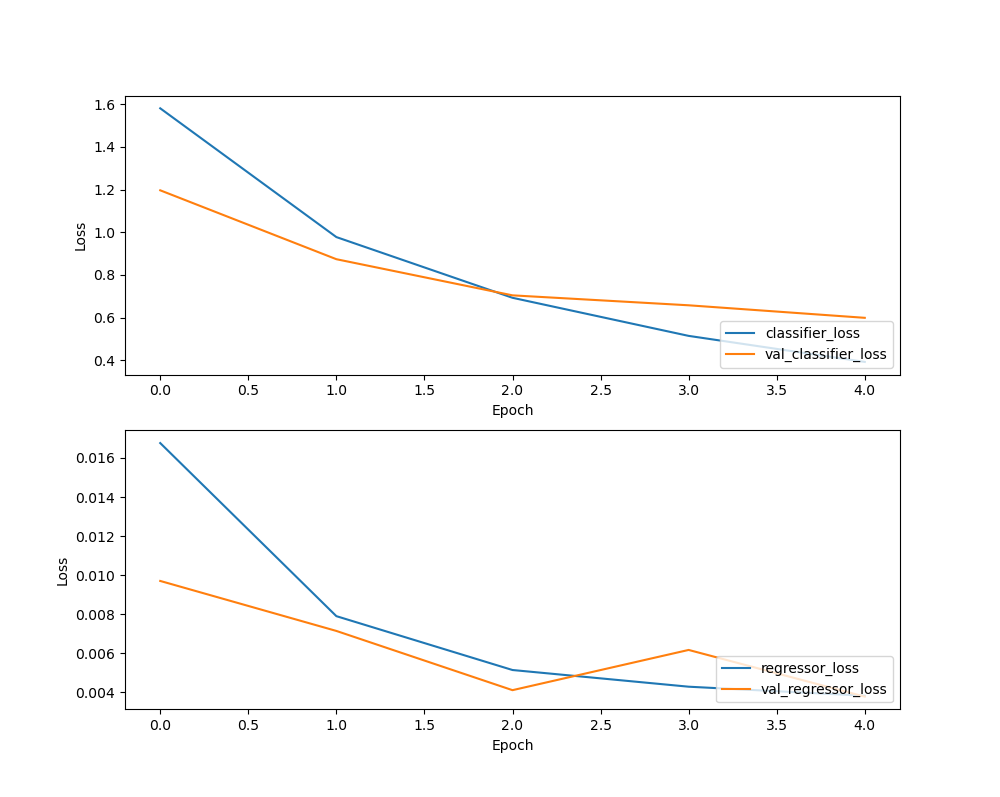 1.6
1.4
1.2
1.0
0.8
0.6
0.4
Loss
classifier_loss
val_classifier_loss
0.0 0.5 1.0 1.5 2.0 2.5 3.0 3.5 4.0
Epoch
0.016
0.014
0.012
0.010
0.008
0.006
0.004
Loss
regressor_loss
val_regressor_loss
0.0 0.5 1.0 1.5 2.0 2.5 3.0 3.5 4.0
Epoch